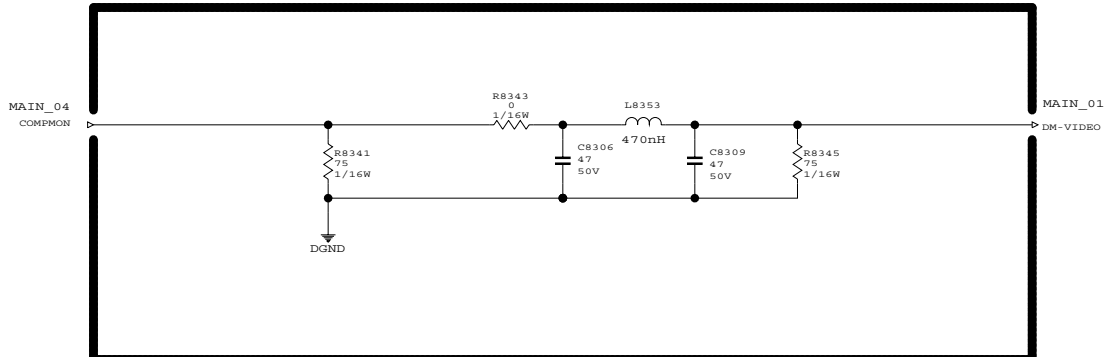 MAIN_04
COMPMON
R8343
0
1/16W
L8353
470nH
MAIN_01
DM-VIDEO
R8341
75
1/16W
C8306
47
50V
C8309
47
50V
R8345
75
1/16W
DGND